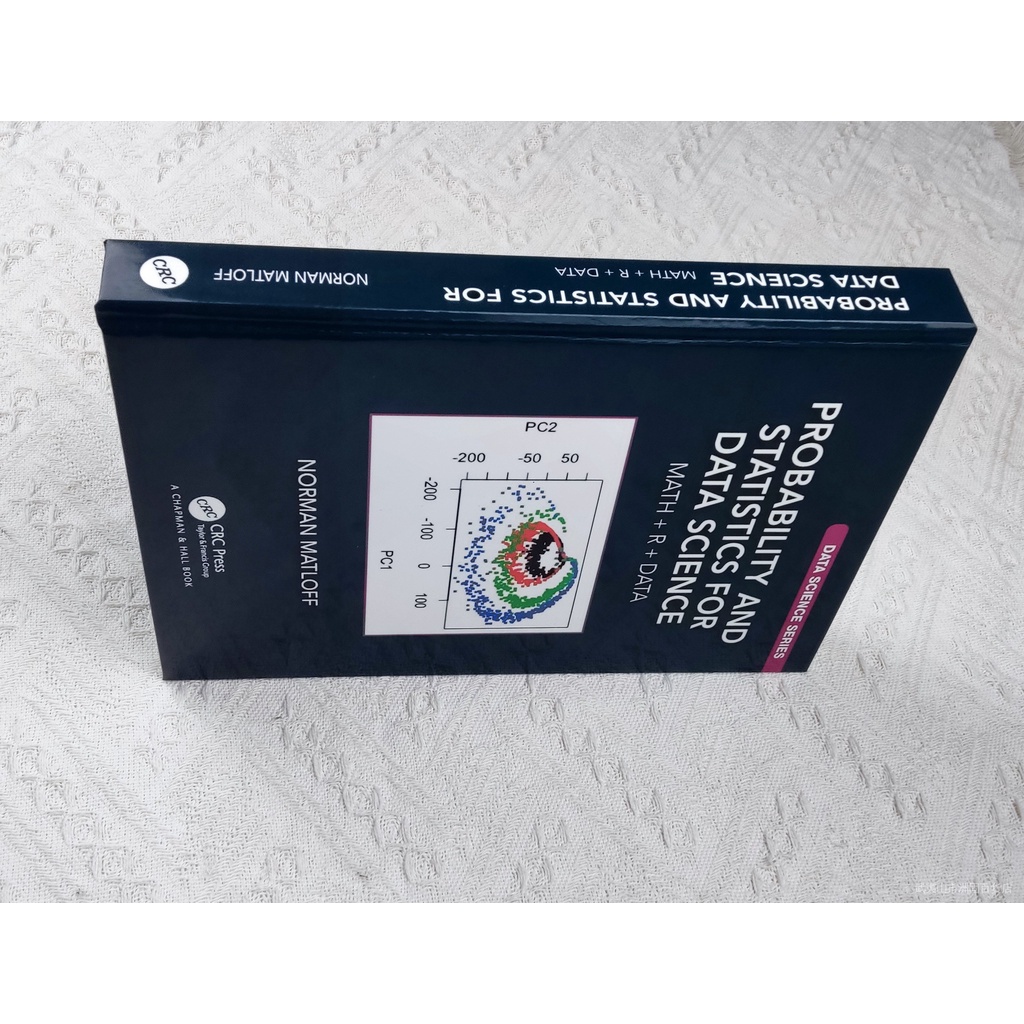 PROBABILITY AND STATISTICS FOR
DATA SCIENCE MATH + R + DATA
NORMAN MATLOFF
CRC
DATA SCIENCE SERIES
PROBABILITY AND
STATISTICS FOR
DATA SCIENCE
MATH + R + DATA
PC2
-200 -50 50
-200
-100
0
100
PC1
NORMAN MATLOFF
CRC
CRC Press
Taylor & Francis Group
A CHAPMAN & HALL BOOK